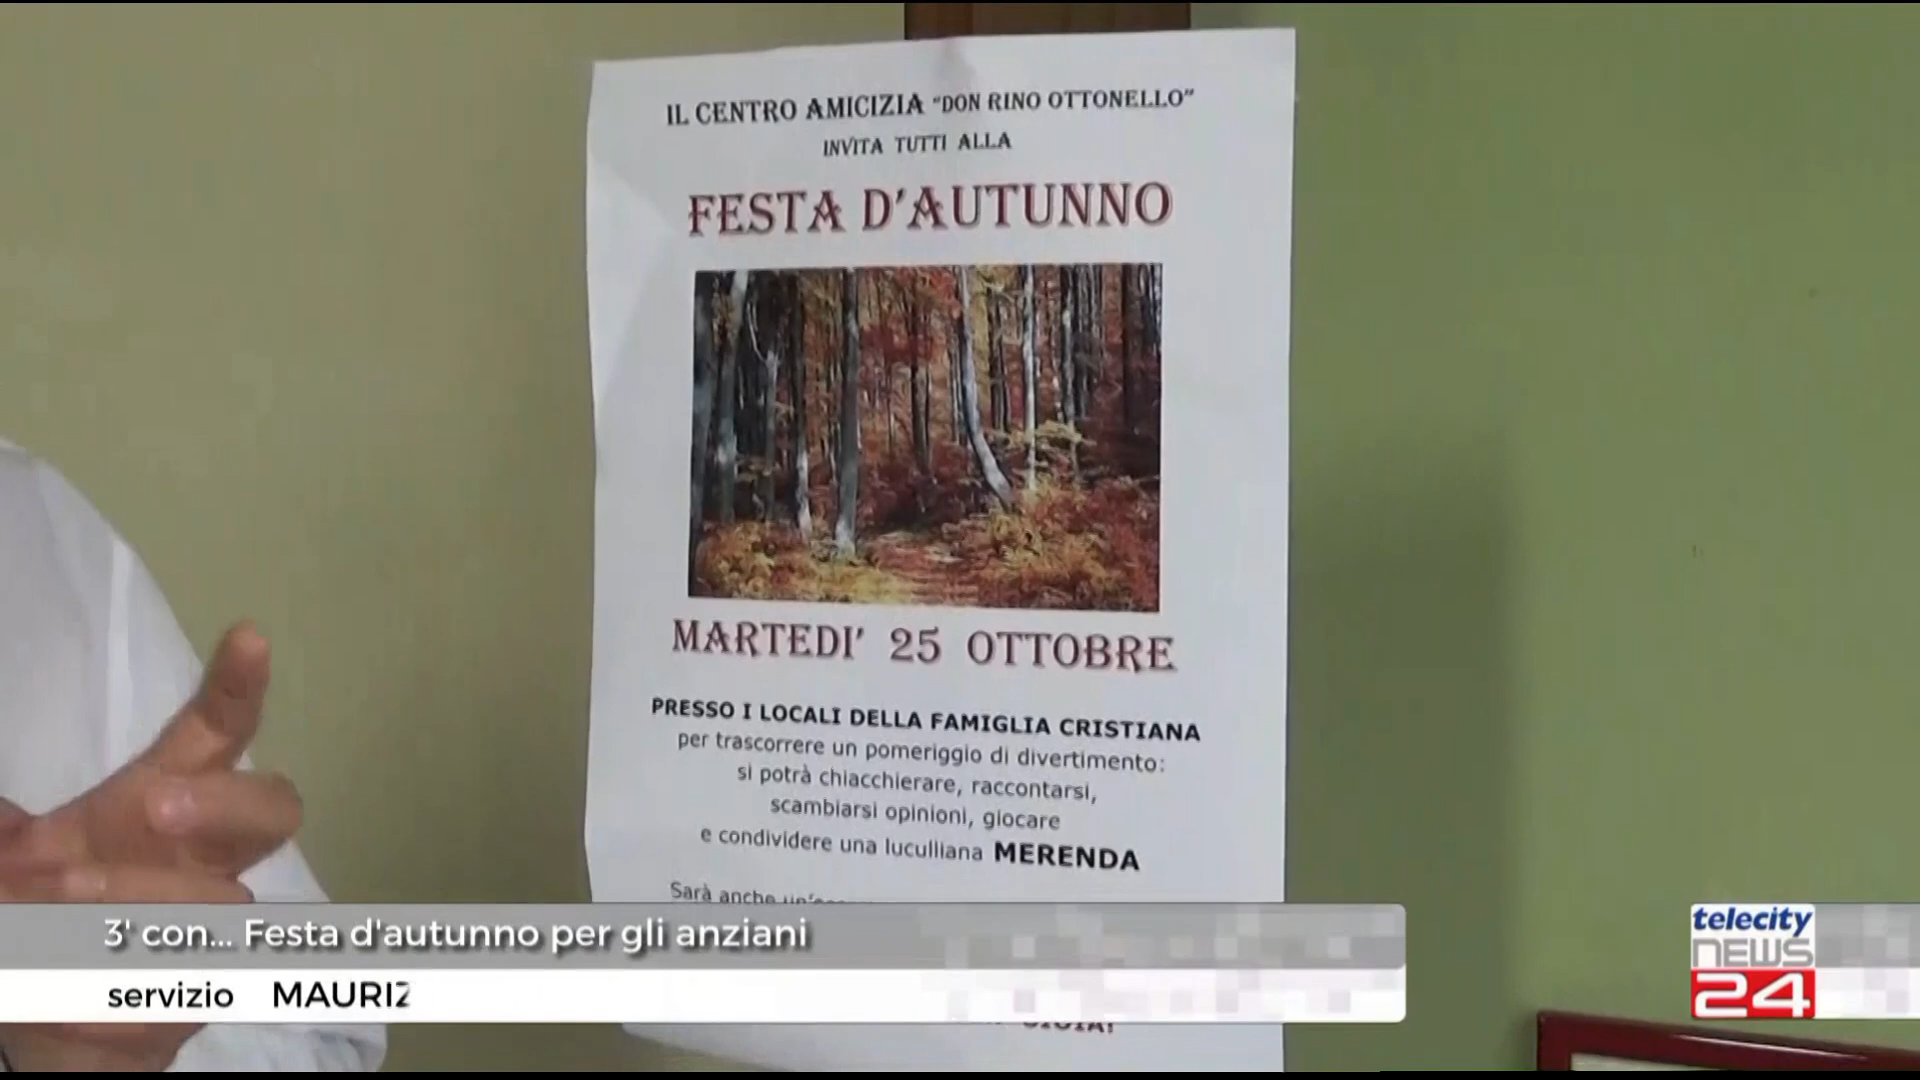 IL CENTRO AMICIZIA "DON RINO OTTONELLO"
INVITA TUTTI ALLA
FESTA D'AUTUNNO
MARTEDI' 25 OTTOBRE
PRESSO I LOCALI DELLA FAMIGLIA CRISTIANA
per trascorrere un pomeriggio di divertimento:
si potrà chiacchierare, raccontarsi,
scambiarsi opinioni, giocare
e condividere una luculliana MERENDA
Sarà anche
3' con... Festa d'autunno per gli anziani
servizio MAURIZ
telecity
NEWS
24